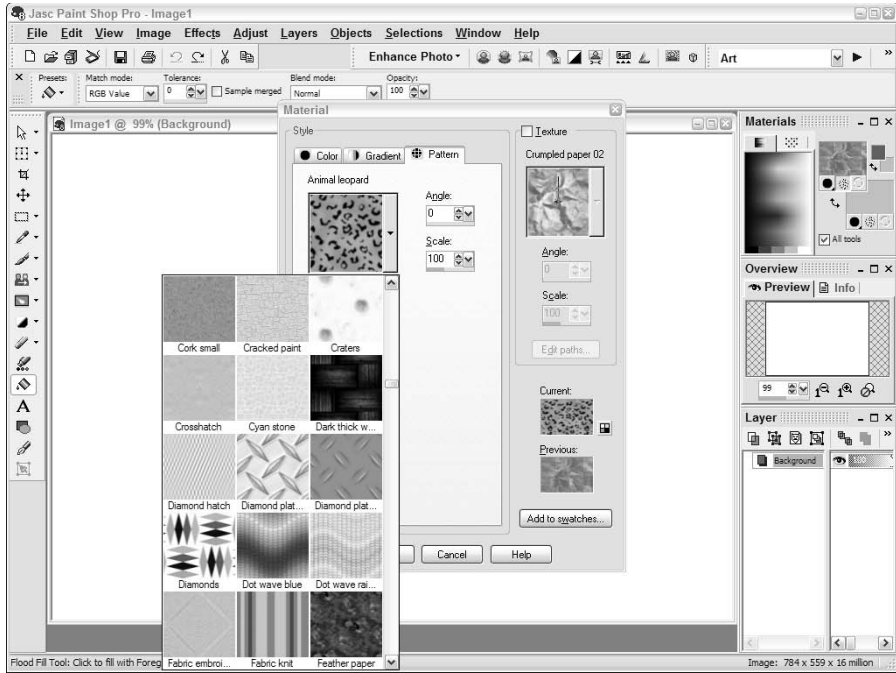 Jasc Paint Shop Pro - Image1
File Edit View Image Effects Adjust Layers Objects Selections Window Help
Enhance Photo
Art
Presets: Match mode: Tolerance: Blend mode: Opacity:
RGB Value 0 Sample merged Normal 100
Image1 @ 99% (Background)
Material
Style
Color Gradient Pattern
Animal leopard
Angle:
0
Scale:
100
Texture
Crumpled paper 02
Angle:
0
Scale:
100
Edit paths...
Current:
Previous:
Add to swatches...
Cancel Help
Cork small Cracked paint Craters
Crosshatch Cyan stone Dark thick w...
Diamond hatch Diamond plat... Diamond plat...
Diamonds Dot wave blue Dot wave rai...
Fabric embroi... Fabric knit Feather paper
Materials
All tools
Overview
Preview Info
99
Layer
Background 100
Flood Fill Tool: Click to fill with Foreg
Image: 784 x 559 x 16 million